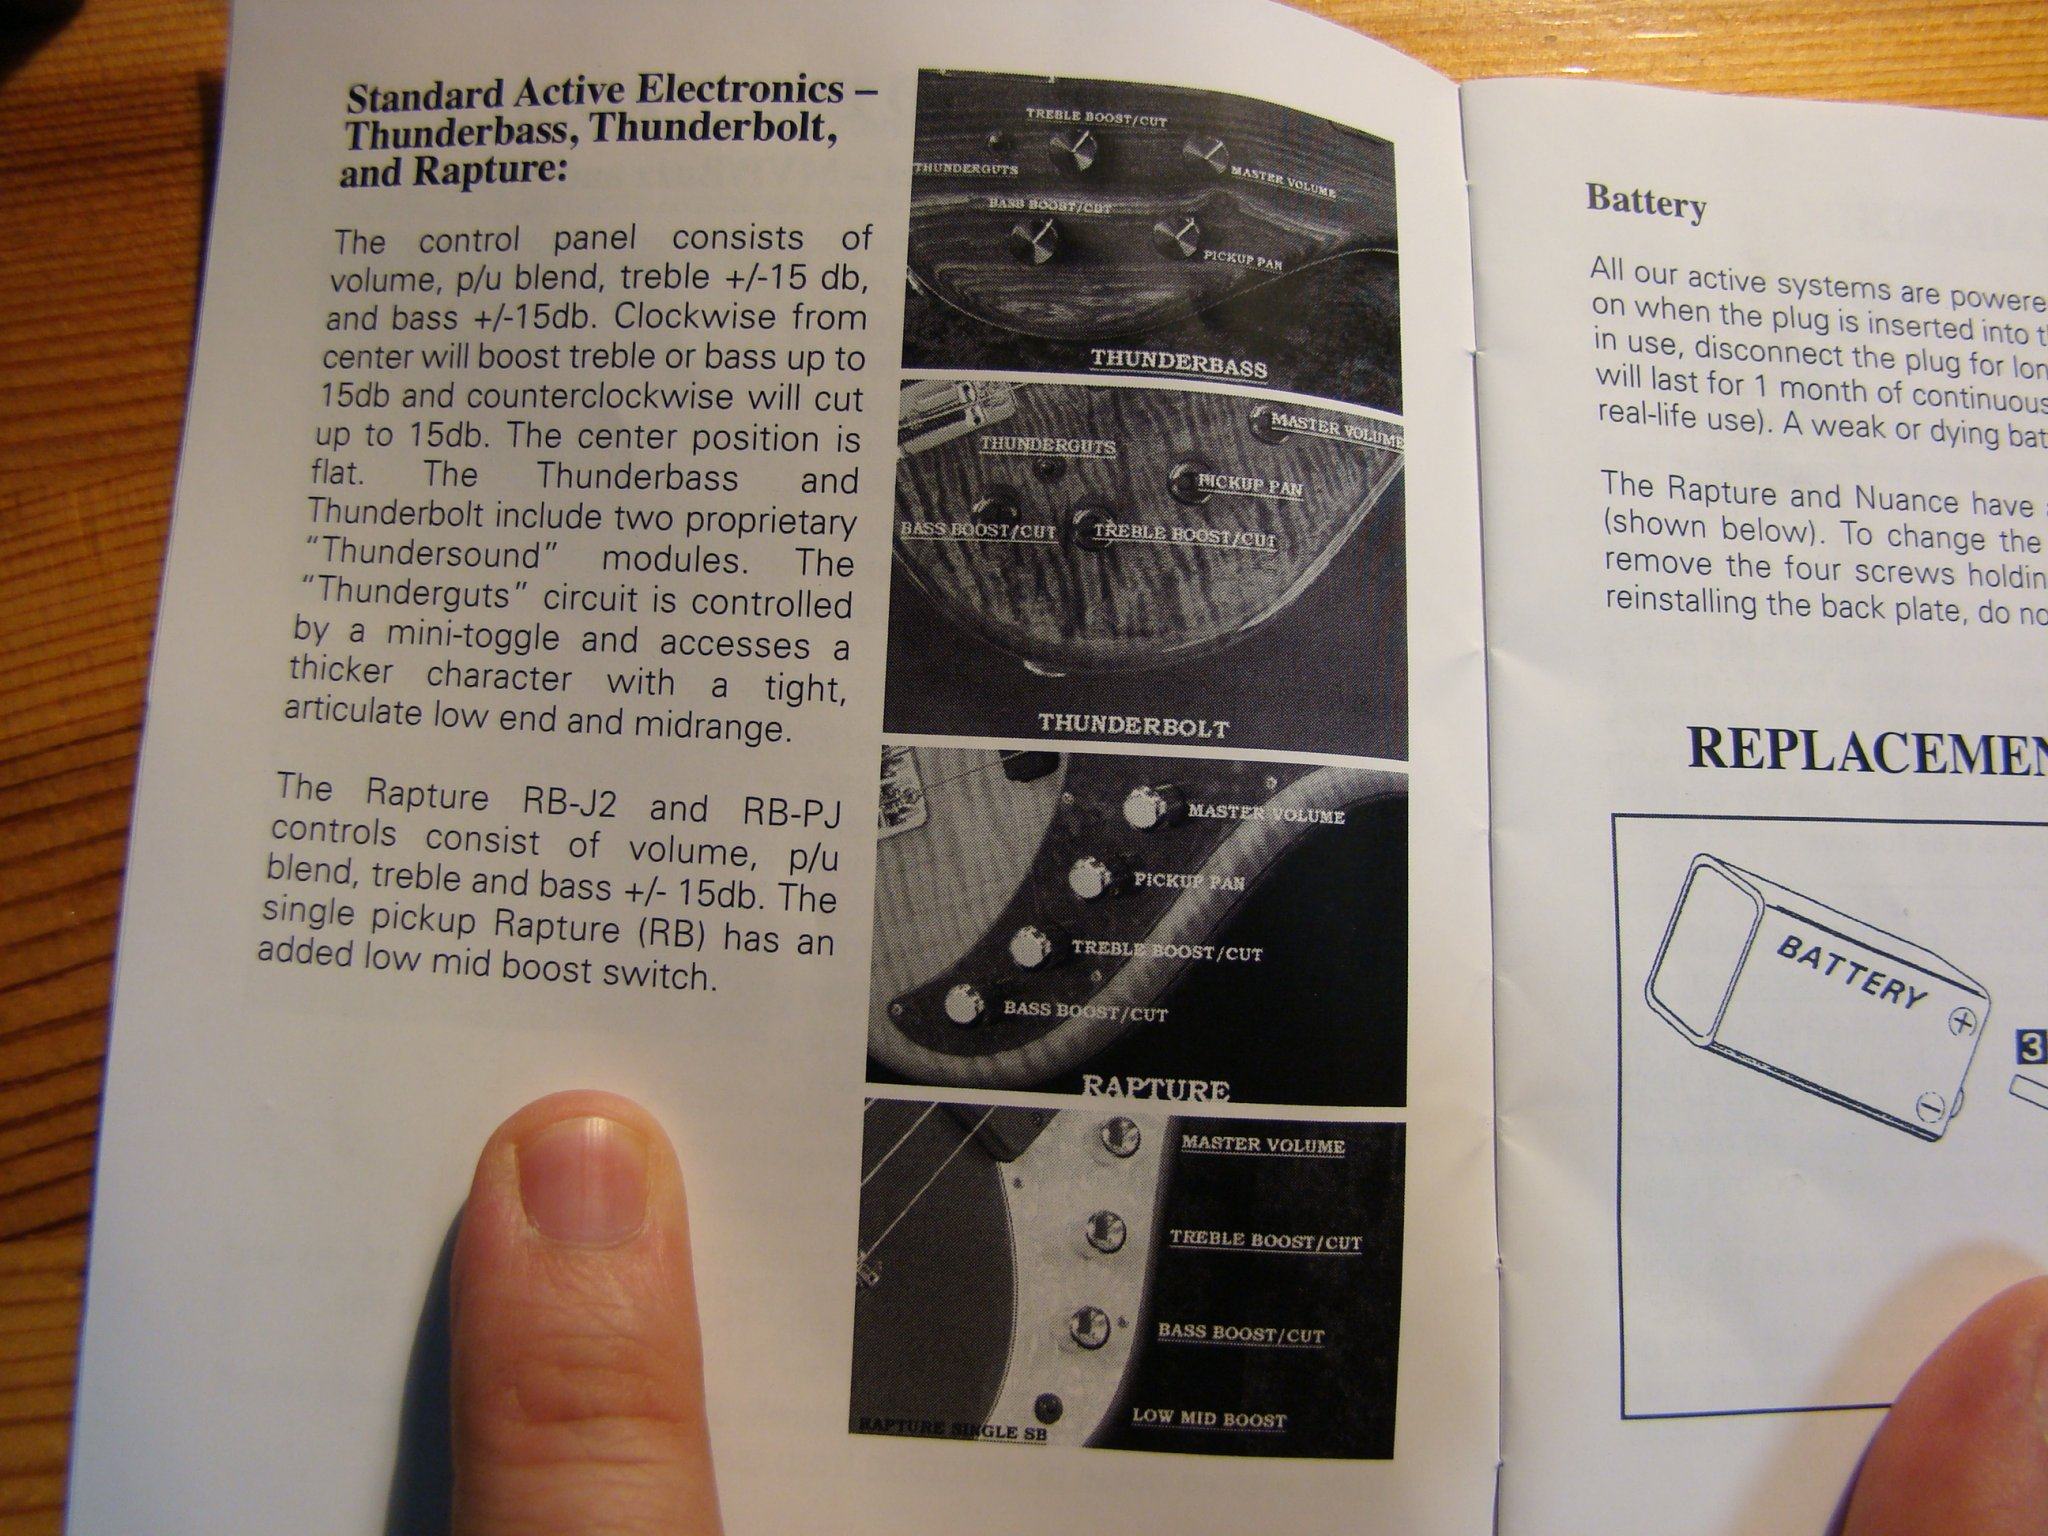 Standard Active Electronics –
Thunderbass, Thunderbolt,
and Rapture:
The control panel consists of
volume, p/u blend, treble +/-15 db,
and bass +/-15db. Clockwise from
center will boost treble or bass up to
15db and counterclockwise will cut
up to 15db. The center position is
flat. The Thunderbass and
Thunderbolt include two proprietary
"Thundersound" modules. The
"Thunderguts" circuit is controlled
by a mini-toggle and accesses a
thicker character with a tight,
articulate low end and midrange.
The Rapture RB-J2 and RB-PJ
controls consist of volume, p/u
blend, treble and bass +/- 15db. The
single pickup Rapture (RB) has an
added low mid boost switch.
TREBLE BOOST/CUT
THUNDERGUTS
MASTER VOLUME
BASS BOOST/CUT
PICKUP PAN
THUNDERBASS
MASTER VOLUME
THUNDERGUTS
PICKUP PAN
BASS BOOST/CUT
TREBLE BOOST/CUT
THUNDERBOLT
MASTER VOLUME
PICKUP PAN
TREBLE BOOST/CUT
BASS BOOST/CUT
RAPTURE
MASTER VOLUME
TREBLE BOOST/CUT
BASS BOOST/CUT
LOW MID BOOST
RAPTURE SINGLE SB
Battery
All our active systems are powere
on when the plug is inserted into
in use, disconnect the plug for
will last for 1 month of continuous
real-life use). A weak or dying
The Rapture and Nuance have
(shown below). To change the
remove the four screws
reinstalling the back plate, do
REPLACEMEN
BATTERY
+
−
3